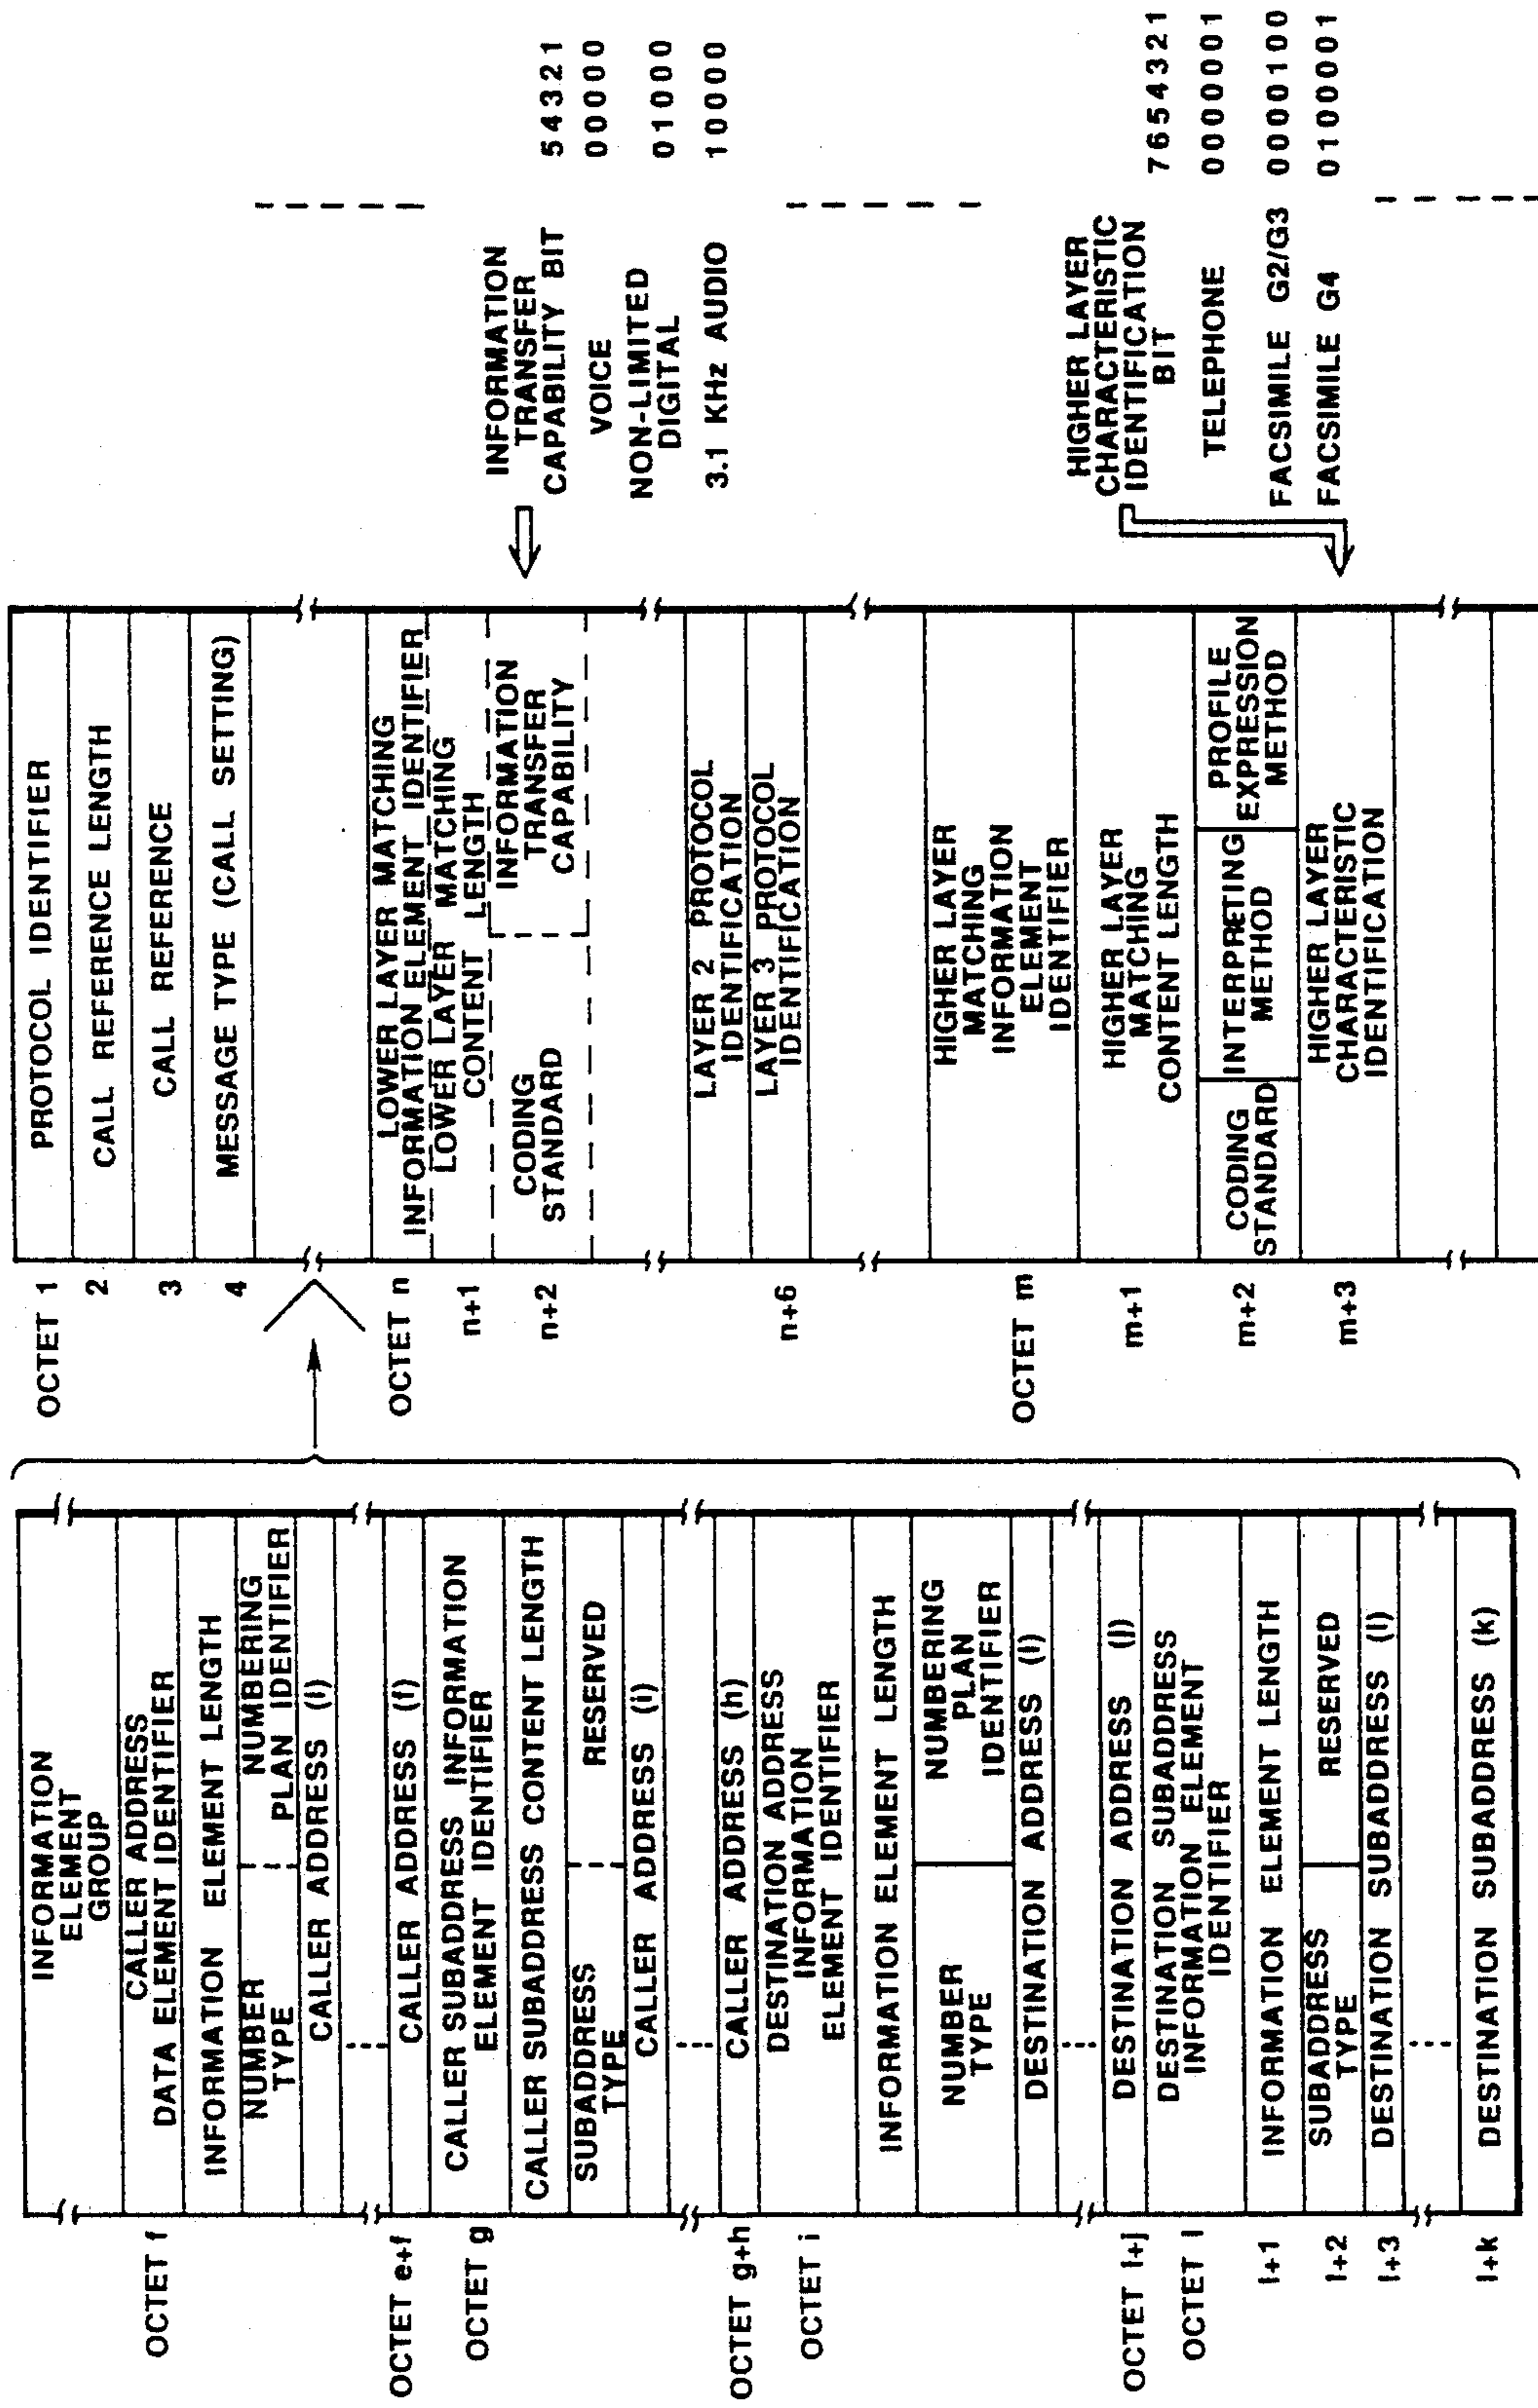 OCTET f
OCTET e+f
OCTET g
OCTET g+h
OCTET i
OCTET i+j
OCTET l
l+1
l+2
l+3
l+k
INFORMATION
ELEMENT
GROUP
CALLER ADDRESS
DATA ELEMENT IDENTIFIER
INFORMATION ELEMENT LENGTH
NUMBER
TYPE
NUMBERING
PLAN IDENTIFIER
CALLER ADDRESS (i)
CALLER ADDRESS (f)
CALLER SUBADDRESS INFORMATION
ELEMENT IDENTIFIER
CALLER SUBADDRESS CONTENT LENGTH
SUBADDRESS
TYPE
RESERVED
CALLER ADDRESS (i)
CALLER ADDRESS (h)
DESTINATION ADDRESS
INFORMATION
ELEMENT IDENTIFIER
INFORMATION ELEMENT LENGTH
NUMBER
TYPE
NUMBERING
PLAN
IDENTIFIER
DESTINATION ADDRESS (l)
DESTINATION ADDRESS (j)
DESTINATION SUBADDRESS
INFORMATION ELEMENT
IDENTIFIER
INFORMATION ELEMENT LENGTH
SUBADDRESS
TYPE
RESERVED
DESTINATION SUBADDRESS (l)
DESTINATION SUBADDRESS (k)
OCTET 1
2
3
4
OCTET n
n+1
n+2
n+6
OCTET m
m+1
m+2
m+3
PROTOCOL IDENTIFIER
CALL REFERENCE LENGTH
CALL REFERENCE
MESSAGE TYPE (CALL SETTING)
LOWER LAYER MATCHING
INFORMATION ELEMENT IDENTIFIER
LOWER LAYER MATCHING
CONTENT LENGTH
CODING
STANDARD
INFORMATION
TRANSFER
CAPABILITY
LAYER 2 PROTOCOL
IDENTIFICATION
LAYER 3 PROTOCOL
IDENTIFICATION
HIGHER LAYER
MATCHING
INFORMATION
ELEMENT
IDENTIFIER
HIGHER LAYER
MATCHING
CONTENT LENGTH
CODING
STANDARD
INTERPRETING
METHOD
PROFILE
EXPRESSION
METHOD
HIGHER LAYER
CHARACTERISTIC
IDENTIFICATION
INFORMATION
TRANSFER
CAPABILITY BIT 54321
VOICE 00000
NON-LIMITED
DIGITAL 01000
3.1 KHz AUDIO 10000
HIGHER LAYER
CHARACTERISTIC
IDENTIFICATION
BIT 7654321
TELEPHONE 0000001
FACSIMILE G2/G3 0000100
FACSIMILE G4 0100001